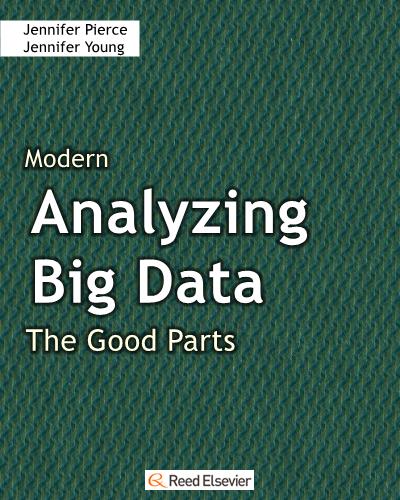 Jennifer Pierce
Jennifer Young
Modern
Analyzing
Big Data
The Good Parts
Reed Elsevier